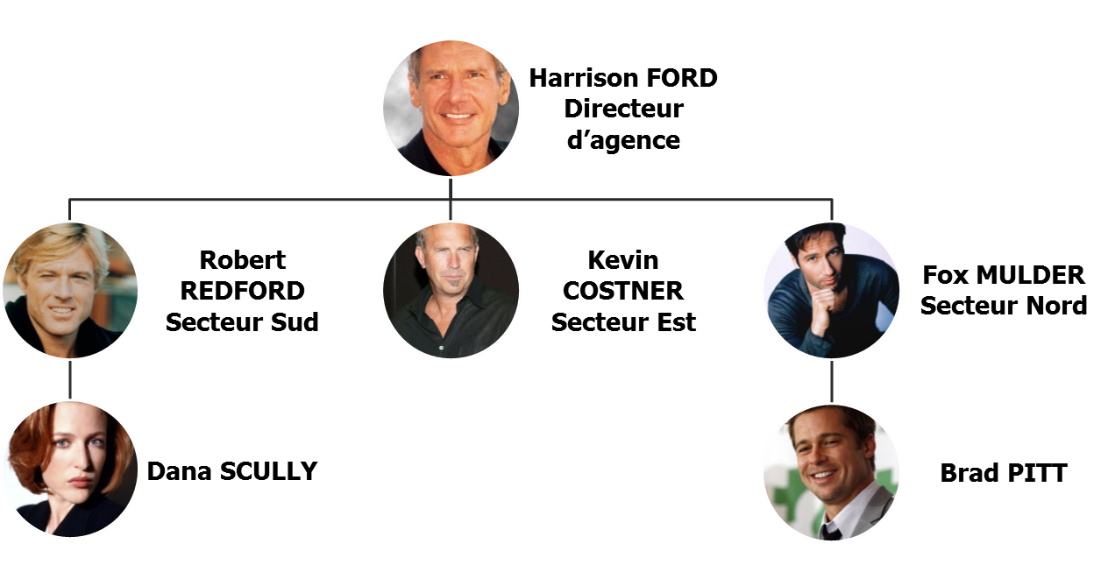 Harrison FORD
Directeur
d’agence
Robert
REDFORD
Secteur Sud
Kevin
COSTNER
Secteur Est
Fox MULDER
Secteur Nord
Dana SCULLY
Brad PITT